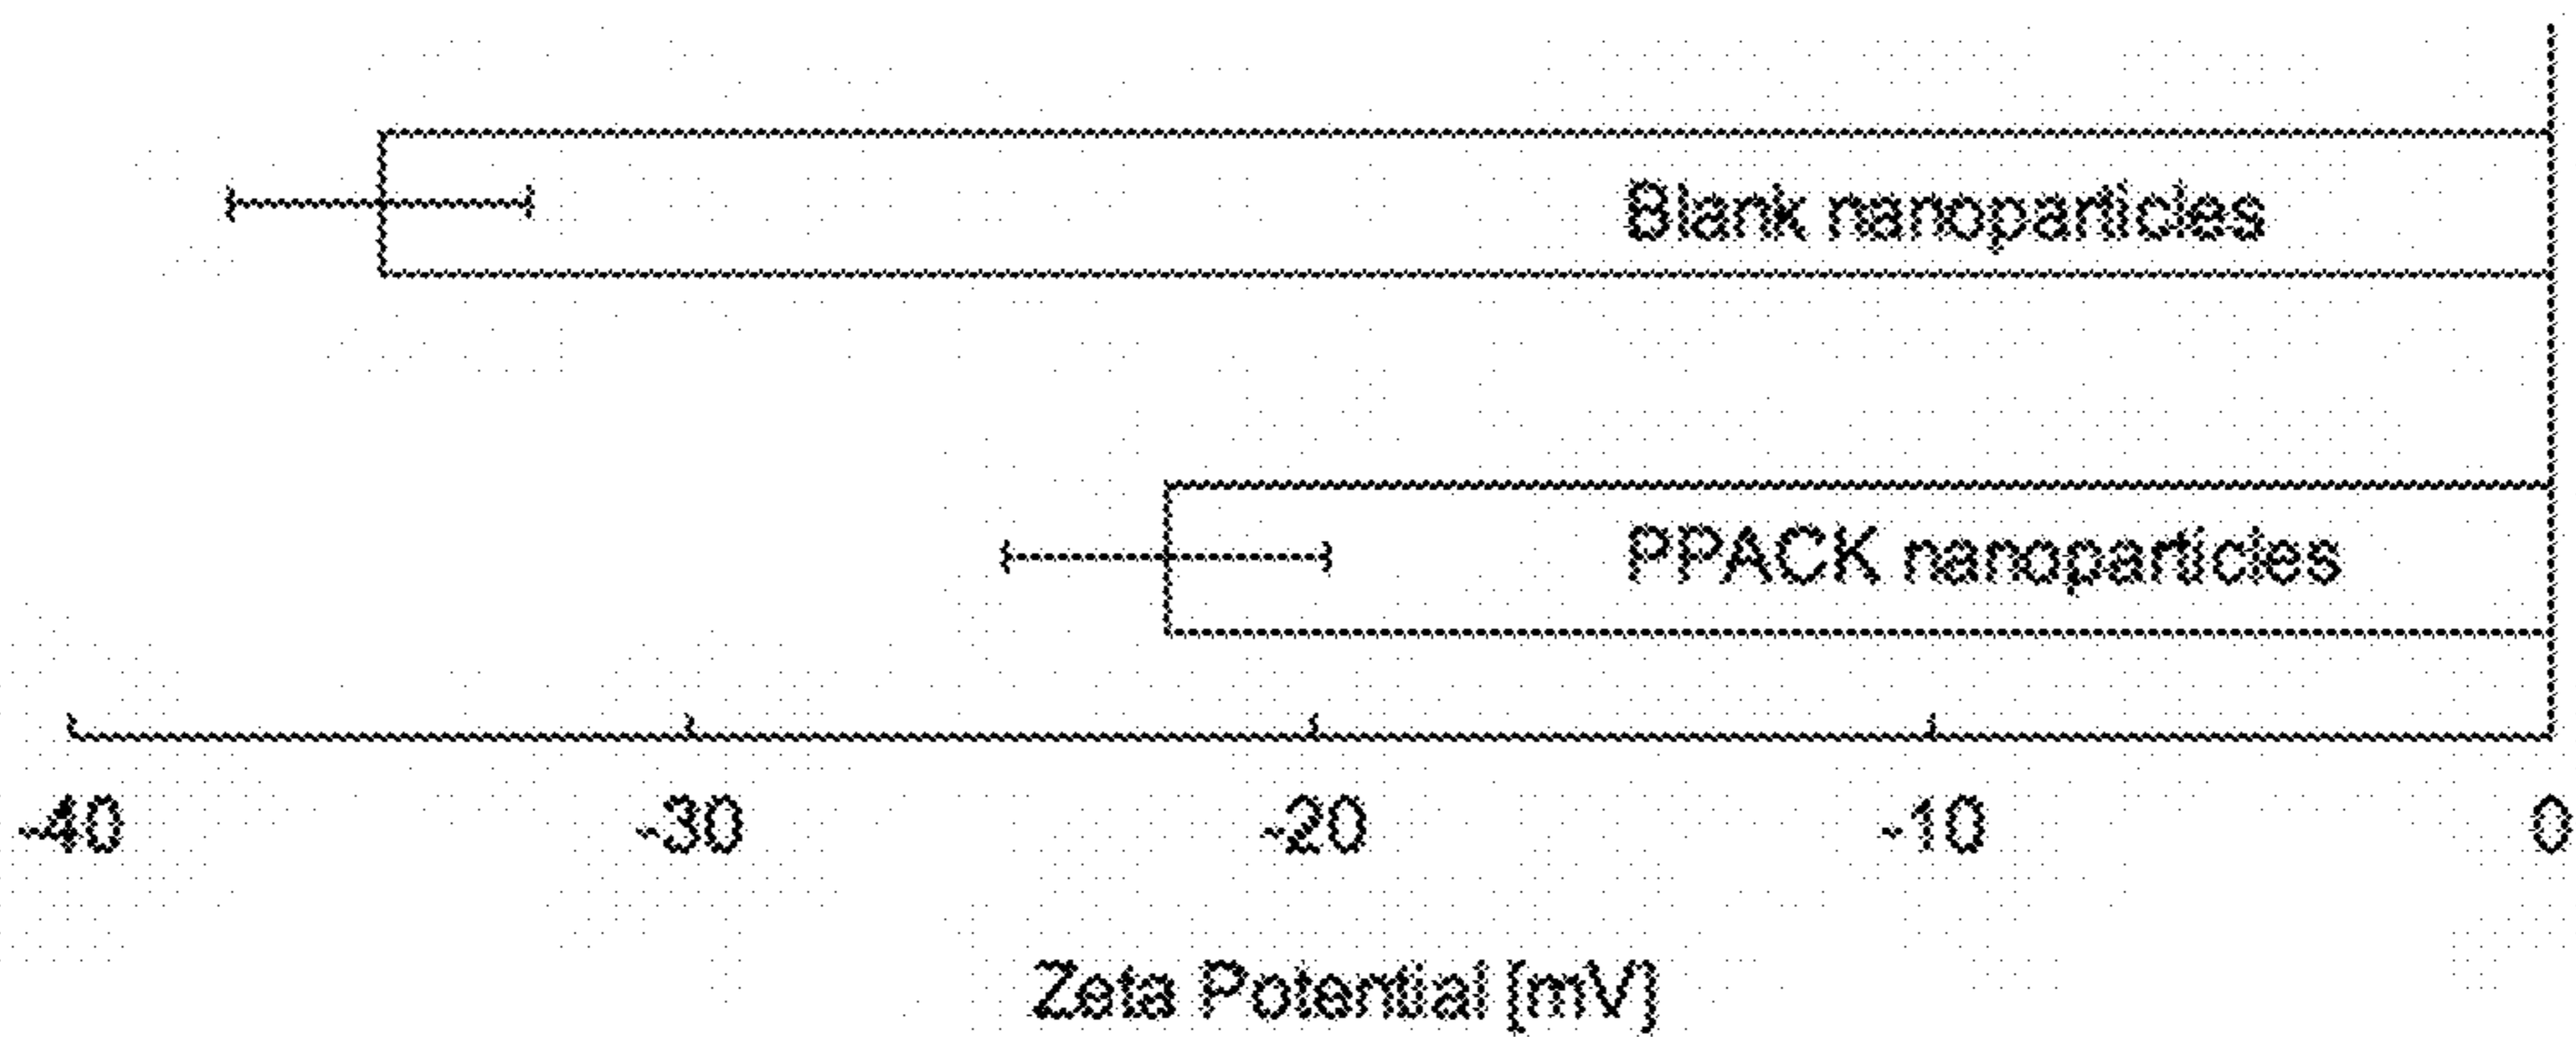 Blank nanoparticles
PPACK nanoparticles
-40 -30 -20 -10 0
Zeta Potential [mV]